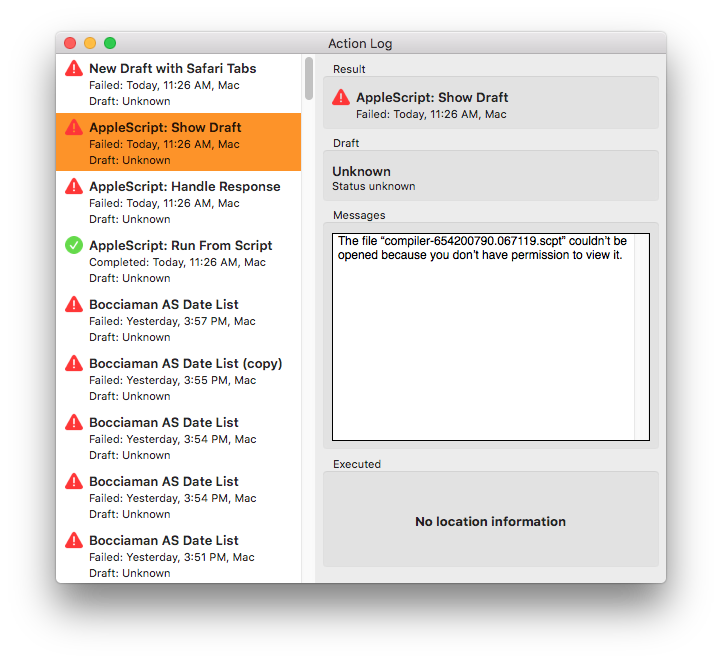 Action Log
New Draft with Safari Tabs
Failed: Today, 11:26 AM, Mac
Draft: Unknown
AppleScript: Show Draft
Failed: Today, 11:26 AM, Mac
Draft: Unknown
AppleScript: Handle Response
Failed: Today, 11:26 AM, Mac
Draft: Unknown
AppleScript: Run From Script
Completed: Today, 11:26 AM, Mac
Draft: Unknown
Bocciaman AS Date List
Failed: Yesterday, 3:57 PM, Mac
Draft: Unknown
Bocciaman AS Date List (copy)
Failed: Yesterday, 3:55 PM, Mac
Draft: Unknown
Bocciaman AS Date List
Failed: Yesterday, 3:54 PM, Mac
Draft: Unknown
Bocciaman AS Date List
Failed: Yesterday, 3:54 PM, Mac
Draft: Unknown
Bocciaman AS Date List
Failed: Yesterday, 3:51 PM, Mac
Draft: Unknown
Result
AppleScript: Show Draft
Failed: Today, 11:26 AM, Mac
Draft
Unknown
Status unknown
Messages
The file “compiler-654200790.067119.scpt” couldn’t be
opened because you don’t have permission to view it.
Executed
No location information